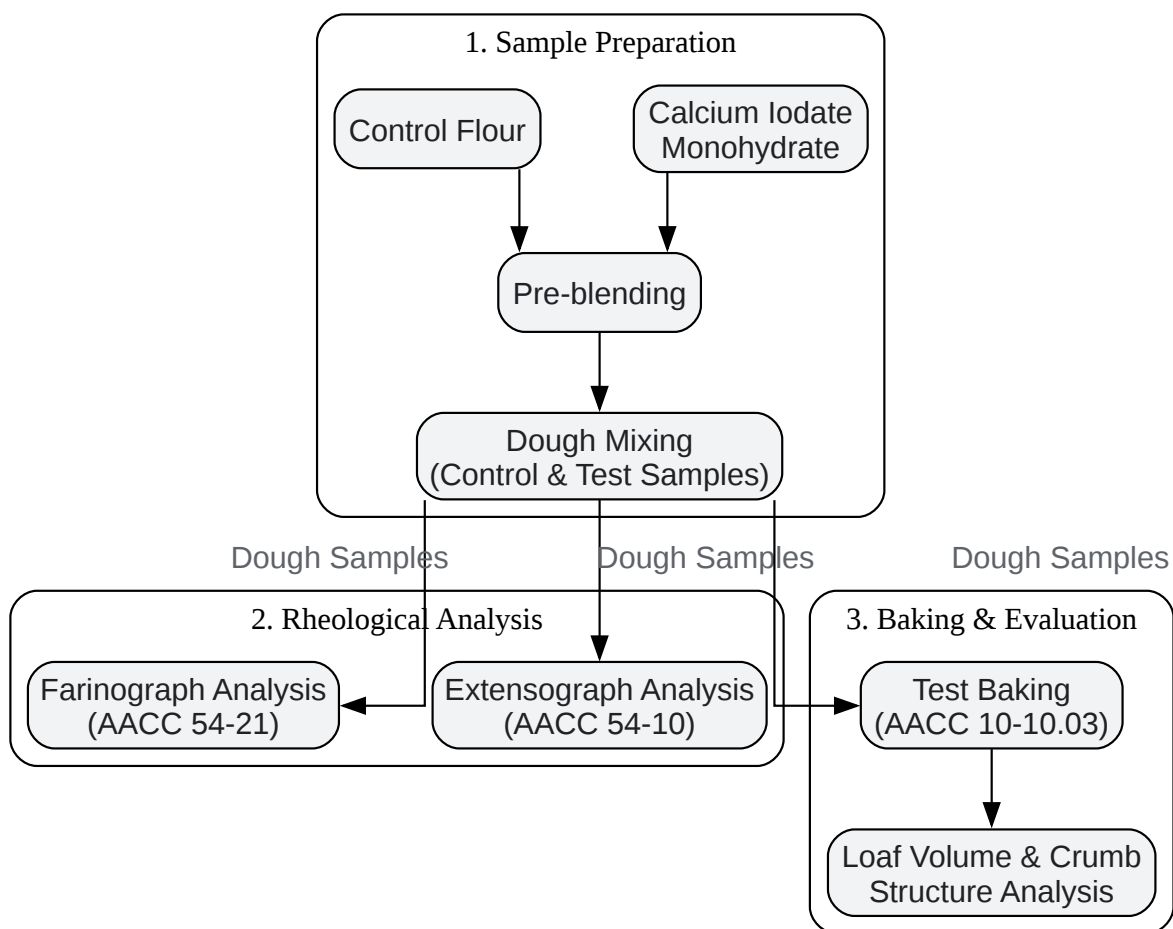 1. Sample Preparation
Control Flour
Calcium Iodate
Monohydrate
Pre-blending
Dough Mixing
(Control & Test Samples)
Dough Samples
Dough Samples
Dough Samples
2. Rheological Analysis
Farinograph Analysis
(AACC 54-21)
Extensograph Analysis
(AACC 54-10)
3. Baking & Evaluation
Test Baking
(AACC 10-10.03)
Loaf Volume & Crumb
Structure Analysis